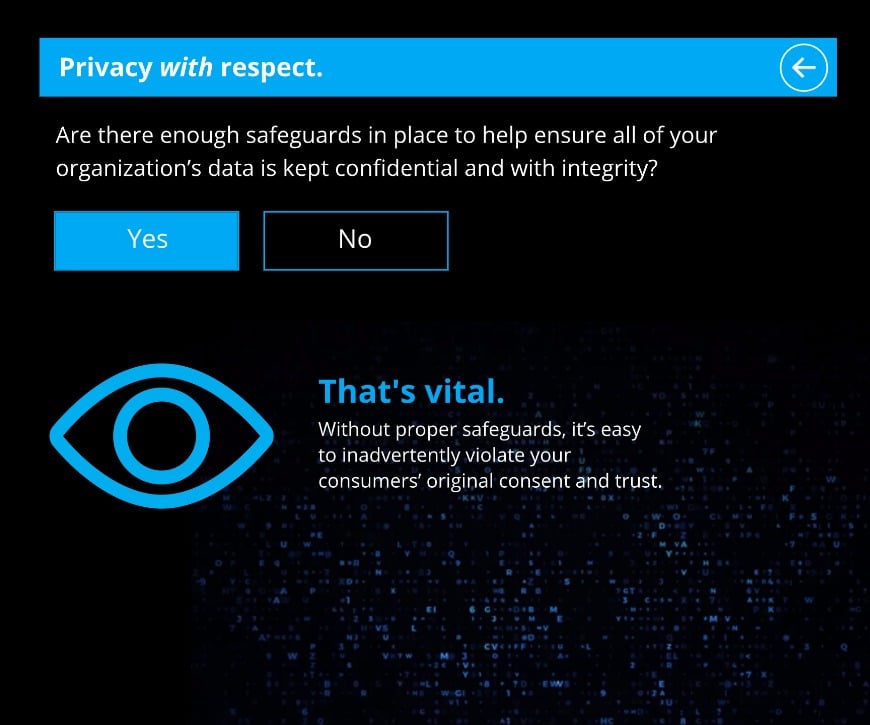 Privacy with respect.
Are there enough safeguards in place to help ensure all of your
organization’s data is kept confidential and with integrity?
Yes
No
That's vital.
Without proper safeguards, it’s easy
to inadvertently violate your
consumers’ original consent and trust.